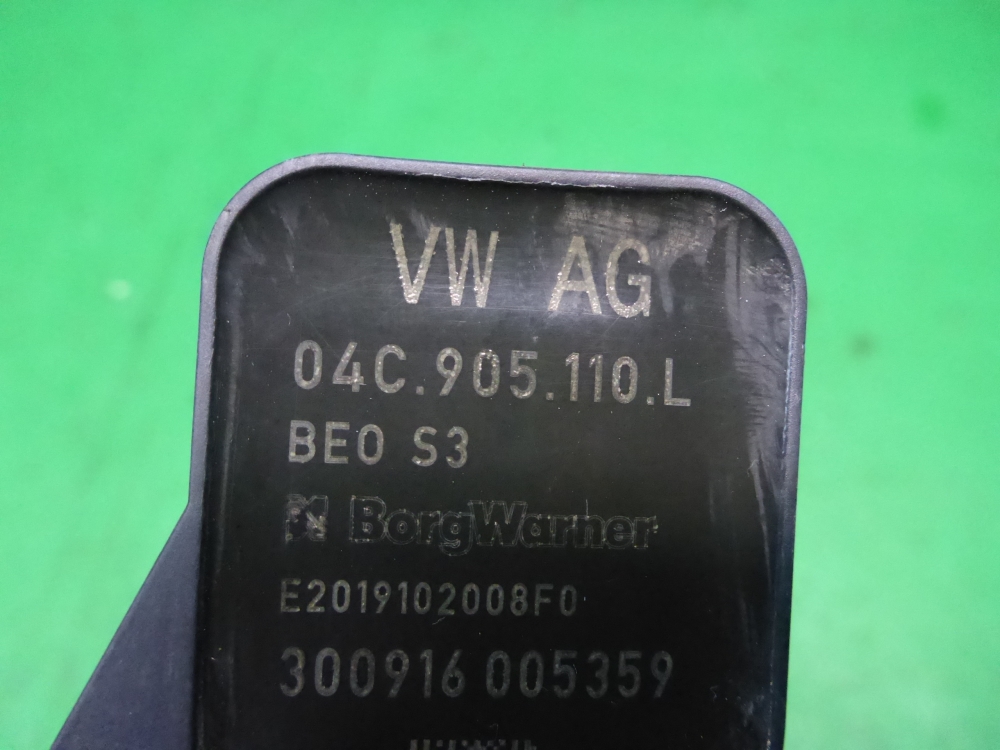 VW AG
04C.905.110.L
BEO S3
BorgWarner
E2019102008F0
300916 005359